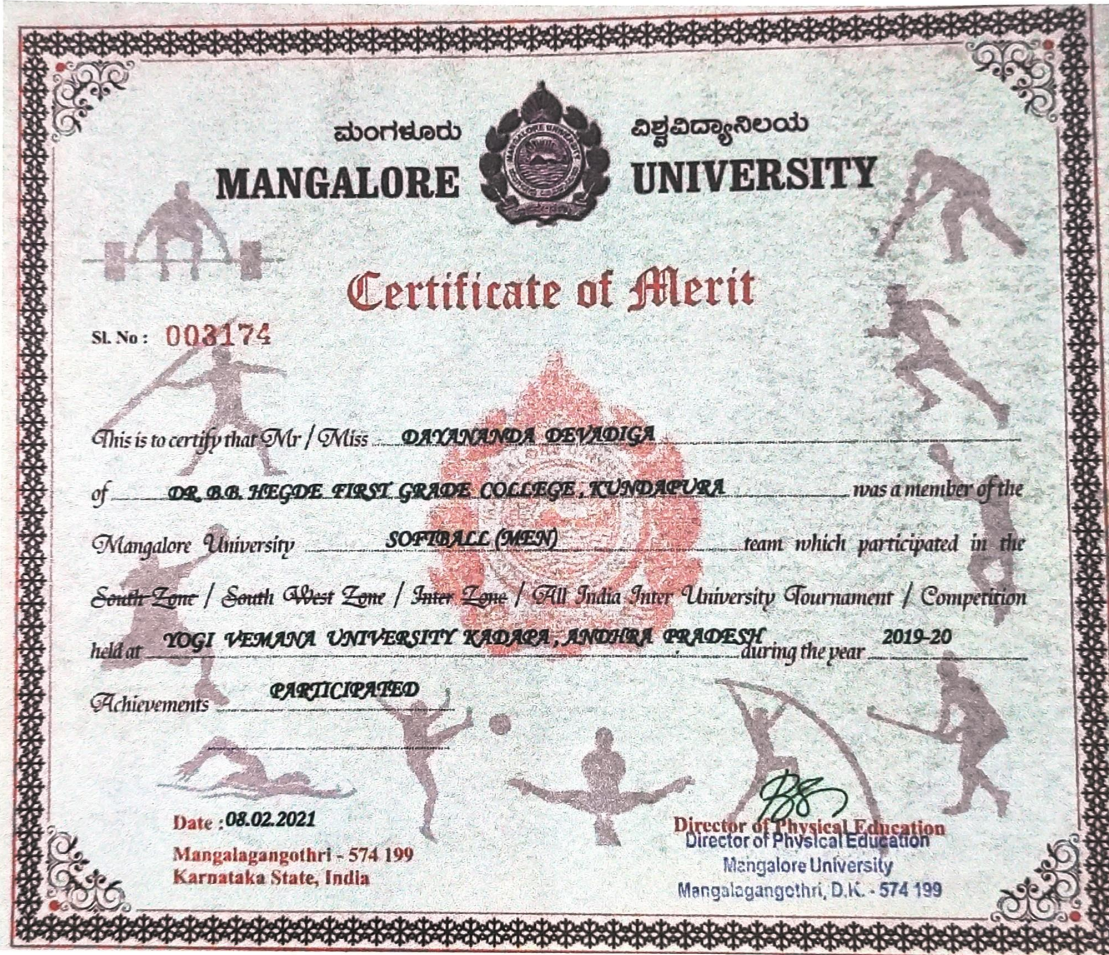 ಮಂಗಳೂರು ವಿಶ್ವವಿದ್ಯಾನಿಲಯ
MANGALORE UNIVERSITY
Certificate of Merit
Sl. No : 003174
This is to certify that Mr / Miss DAYANANDA DEVADIGA
of DR. B.B. HEGDE FIRST GRADE COLLEGE, KUNDAPURA was a member of the
Mangalore University SOFTBALL (MEN) team which participated in the
South Zone / South West Zone / Inter Zone / All India Inter University Tournament / Competition
held at YOGI VEMANA UNIVERSITY KADAPA, ANDHRA PRADESH during the year 2019-20
Achievements PARTICIPATED
Date : 08.02.2021
Mangalagangothri - 574 199
Karnataka State, India
Director of Physical Education
Director of Physical Education
Mangalore University
Mangalagangothri, D.K. - 574 199